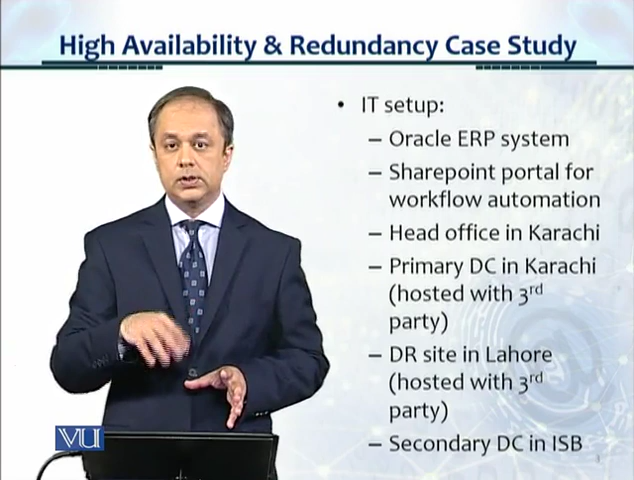 High Availability & Redundancy Case Study
• IT setup:
– Oracle ERP system
– Sharepoint portal for
workflow automation
– Head office in Karachi
– Primary DC in Karachi
(hosted with 3rd
party)
– DR site in Lahore
(hosted with 3rd
party)
– Secondary DC in ISB
VU